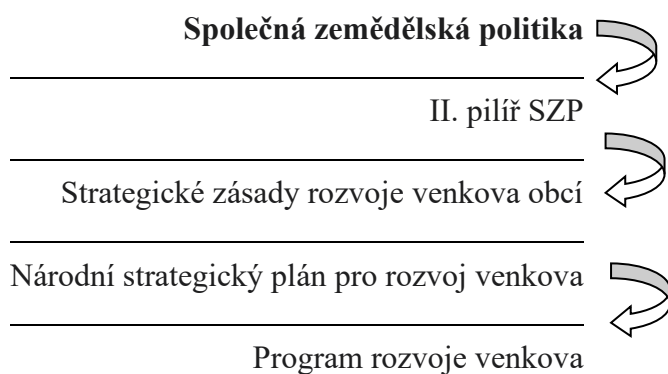 Společná zemědělská politika
II. pilíř SZP
Strategické zásady rozvoje venkova obcí
Národní strategický plán pro rozvoj venkova
Program rozvoje venkova